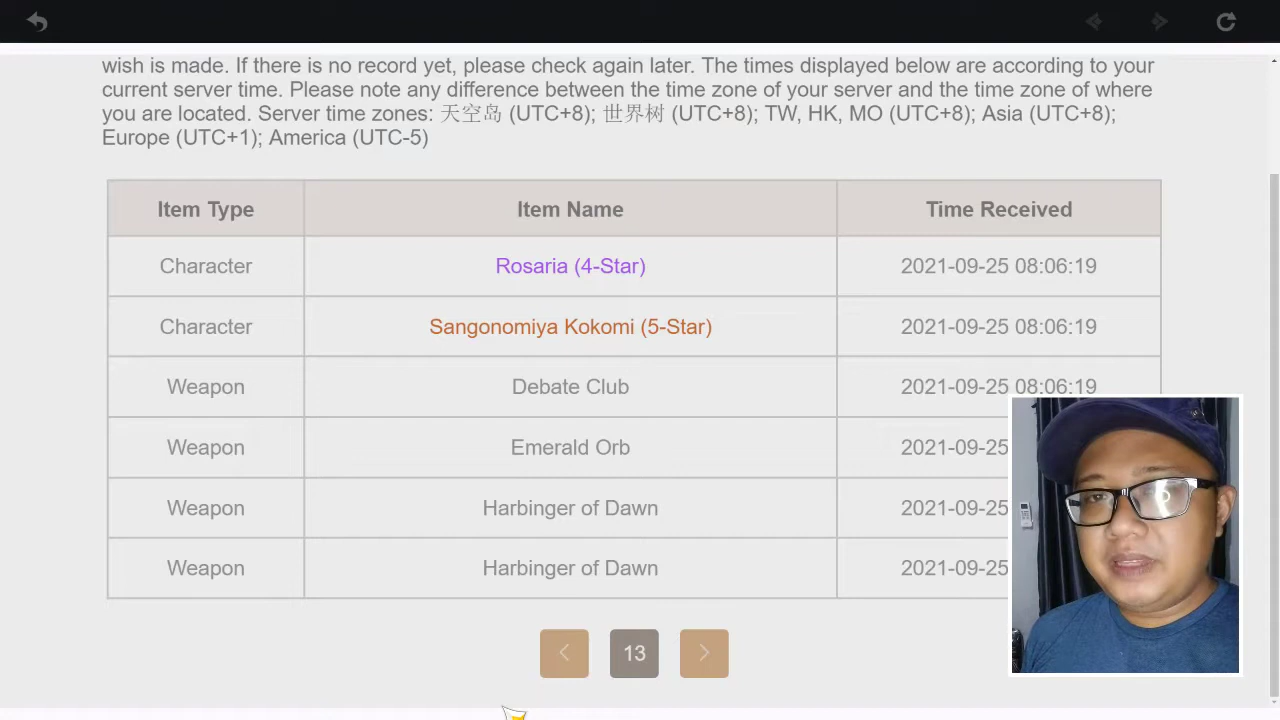 wish is made. If there is no record yet, please check again later. The times displayed below are according to your
current server time. Please note any difference between the time zone of your server and the time zone of where
you are located. Server time zones: 天空岛 (UTC+8); 世界树 (UTC+8); TW, HK, MO (UTC+8); Asia (UTC+8);
Europe (UTC+1); America (UTC-5)
Item Type Item Name Time Received
Character Rosaria (4-Star) 2021-09-25 08:06:19
Character Sangonomiya Kokomi (5-Star) 2021-09-25 08:06:19
Weapon Debate Club 2021-09-25 08:06:19
Weapon Emerald Orb 2021-09-25
Weapon Harbinger of Dawn 2021-09-25
Weapon Harbinger of Dawn 2021-09-25
13